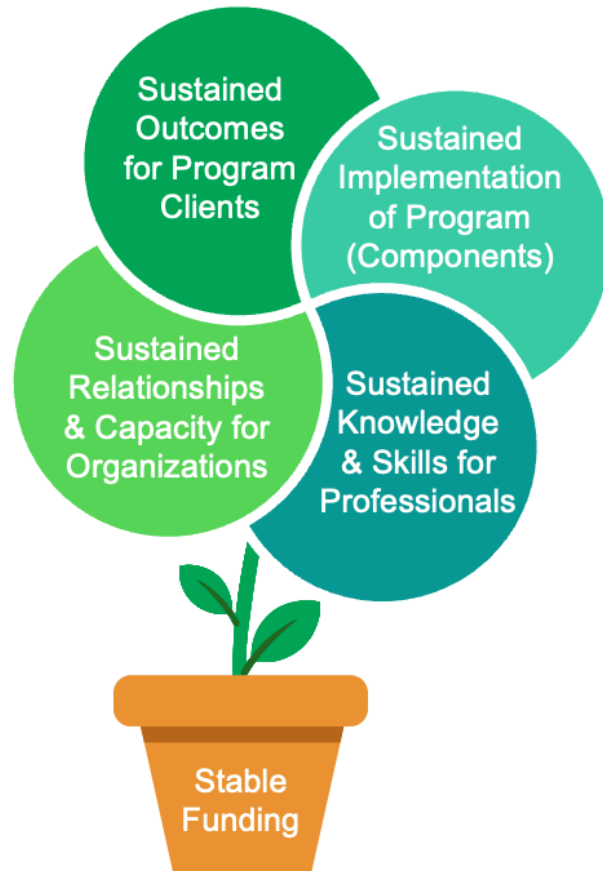 Sustained
Outcomes
for Program
Clients
Sustained
Implementation
of Program
(Components)
Sustained
Relationships
& Capacity for
Organizations
Sustained
Knowledge
& Skills for
Professionals
Stable
Funding